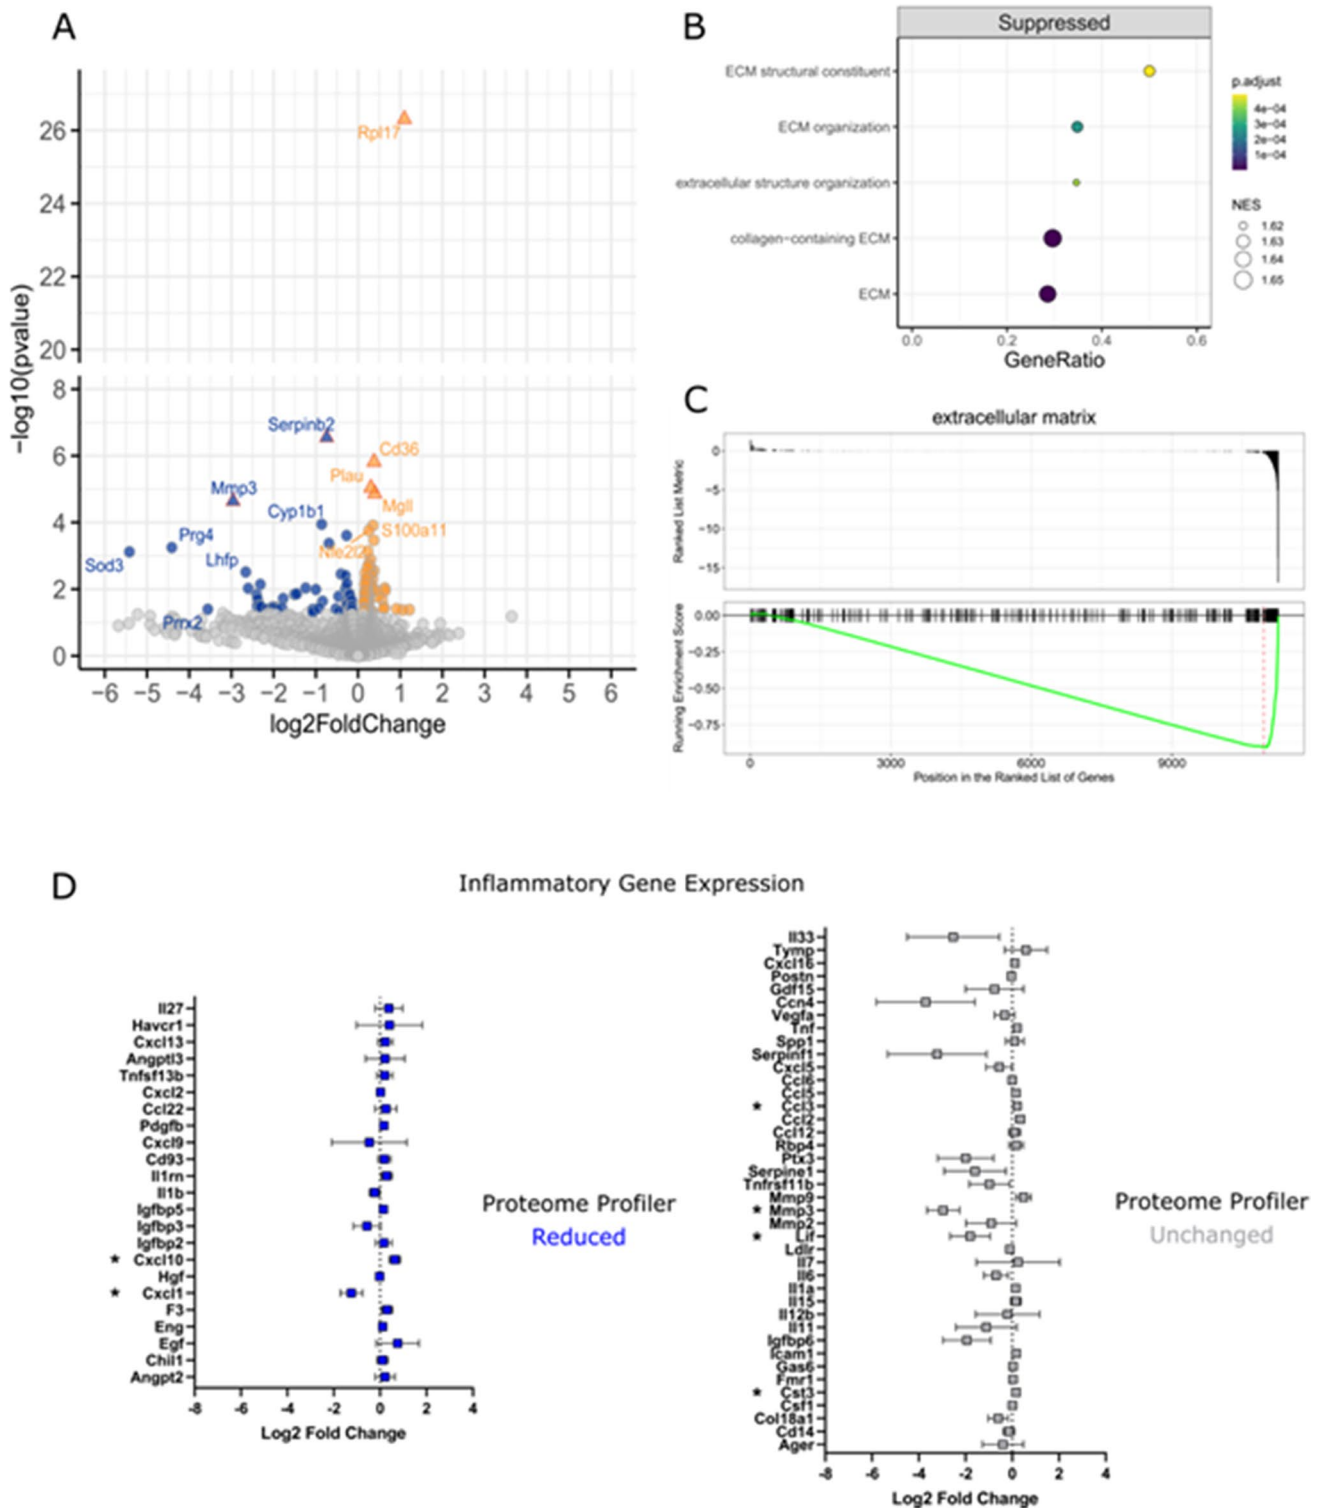 A
−log10(pvalue)
26
24
22
20
8
6
4
2
0
Rpl17
Serpinb2
Cd36
Plau
Mmp3
Mgll
Cyp1b1
S100a11
Prg4
Sod3
Lhfp
Prrx2
−6 −5 −4 −3 −2 −1 0 1 2 3 4 5 6
log2FoldChange
B
Suppressed
ECM structural constituent
ECM organization
extracellular structure organization
collagen−containing ECM
ECM
0.0 0.2 0.4 0.6
GeneRatio
p.adjust
4e−04
3e−04
2e−04
1e−04
NES
1.62
1.63
1.64
1.65
C
extracellular matrix
Ranked List Metric
0
−5
−10
−15
Running Enrichment Score
0.00
−0.25
−0.50
−0.75
0 3000 6000 9000
Position in the Ranked List of Genes
D
Inflammatory Gene Expression
Il27
Havcr1
Cxcl13
Angptl3
Tnfsf13b
Cxcl2
Ccl22
Pdgfb
Cxcl9
Cd93
Il1rn
Il1b
Igfbp5
Igfbp3
Igfbp2
* Cxcl10
Hgf
* Cxcl1
F3
Eng
Egf
Chil1
Angpt2
-8 -6 -4 -2 0 2 4
Log2 Fold Change
Proteome Profiler
Reduced
Il33
Tymp
Cxcl16
Postn
Gdf15
Ccn4
Vegfa
Tnf
Spp1
Serpinf1
Cxcl5
Ccl6
Ccl5
* Ccl3
Ccl2
Ccl12
Rbp4
Ptx3
Serpine1
Tnfrsf11b
Mmp9
* Mmp3
Mmp2
* Lif
Ldlr
Il7
Il6
Il1a
Il15
Il12b
Il11
Igfbp6
Icam1
Gas6
Fmr1
* Cst3
Csf1
Col18a1
Cd14
Ager
-8 -6 -4 -2 0 2 4
Log2 Fold Change
Proteome Profiler
Unchanged